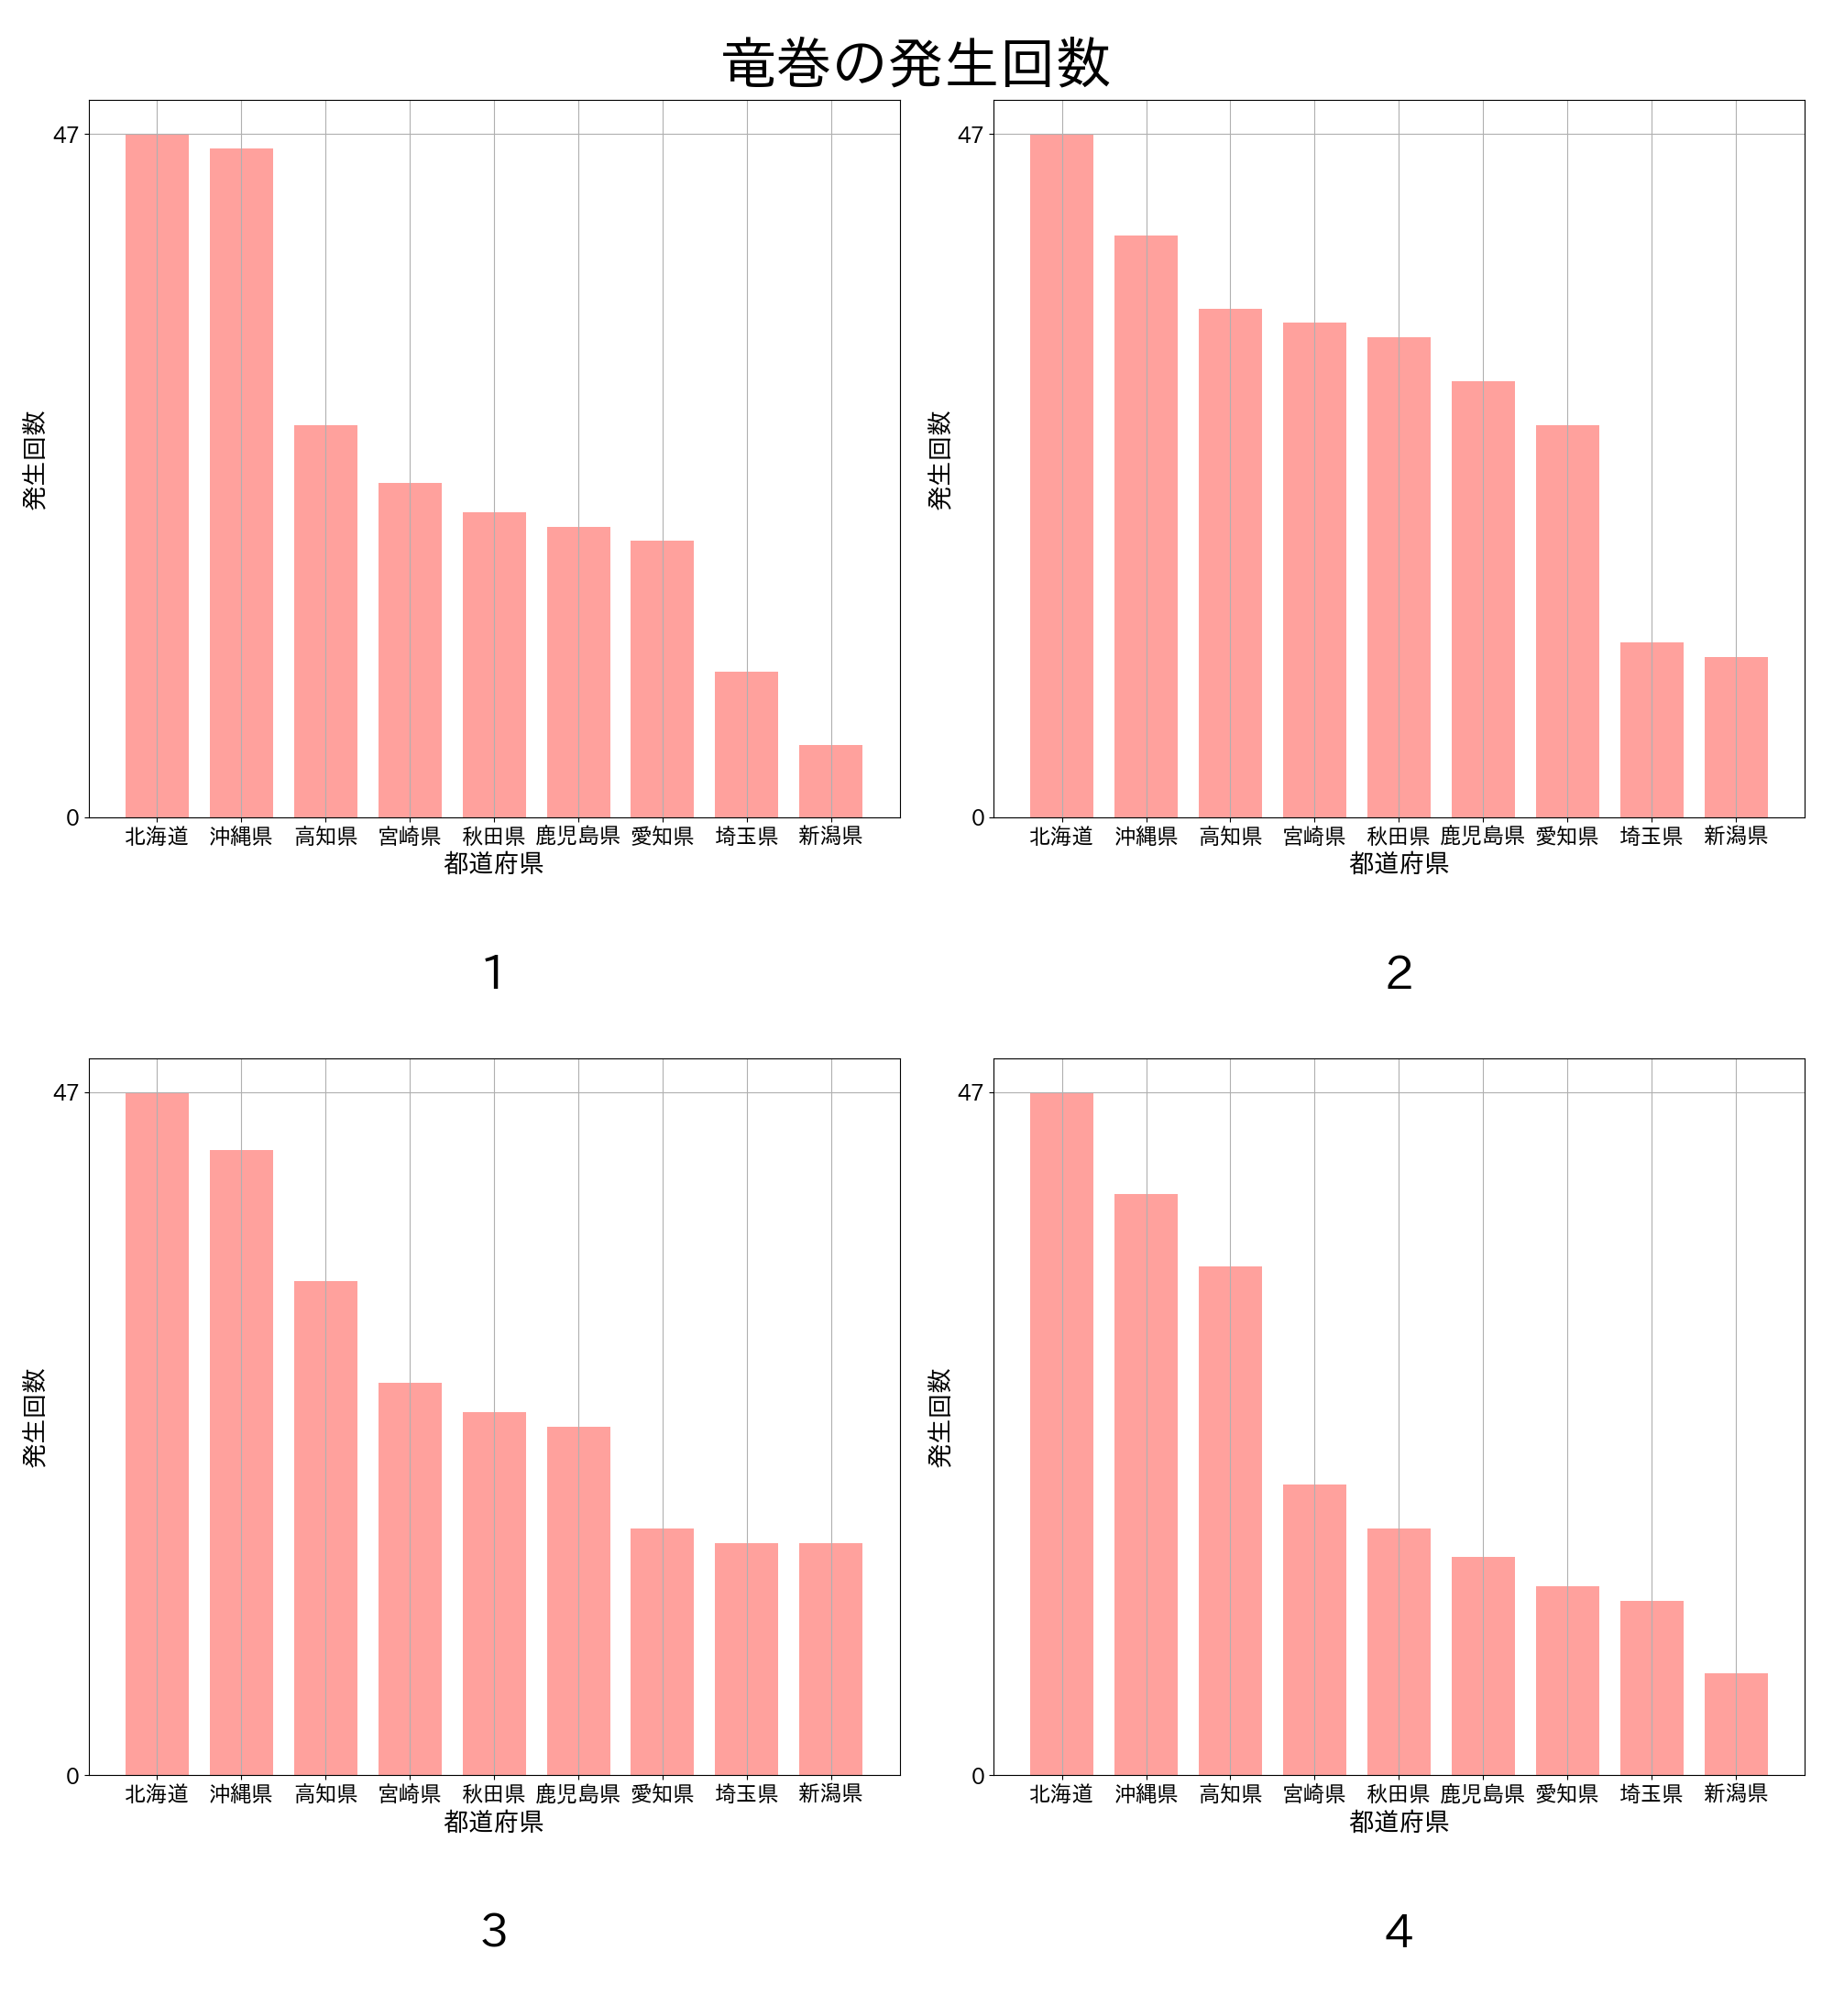 竜巻の発生回数
47
0
発生回数
北海道 沖縄県 高知県 宮崎県 秋田県 鹿児島県 愛知県 埼玉県 新潟県
都道府県
1
47
0
発生回数
北海道 沖縄県 高知県 宮崎県 秋田県 鹿児島県 愛知県 埼玉県 新潟県
都道府県
2
47
0
発生回数
北海道 沖縄県 高知県 宮崎県 秋田県 鹿児島県 愛知県 埼玉県 新潟県
都道府県
3
47
0
発生回数
北海道 沖縄県 高知県 宮崎県 秋田県 鹿児島県 愛知県 埼玉県 新潟県
都道府県
4